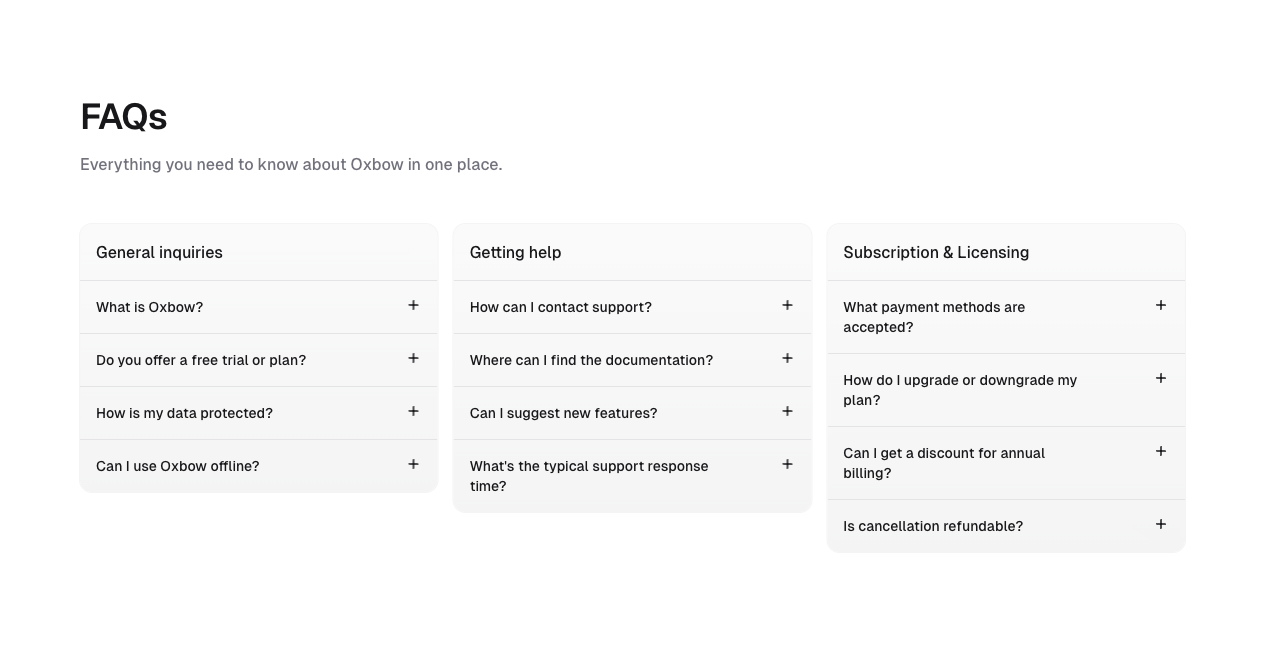 FAQs
Everything you need to know about Oxbow in one place.
General inquiries
What is Oxbow?
Do you offer a free trial or plan?
How is my data protected?
Can I use Oxbow offline?
Getting help
How can I contact support?
Where can I find the documentation?
Can I suggest new features?
What's the typical support response
time?
Subscription & Licensing
What payment methods are
accepted?
How do I upgrade or downgrade my
plan?
Can I get a discount for annual
billing?
Is cancellation refundable?